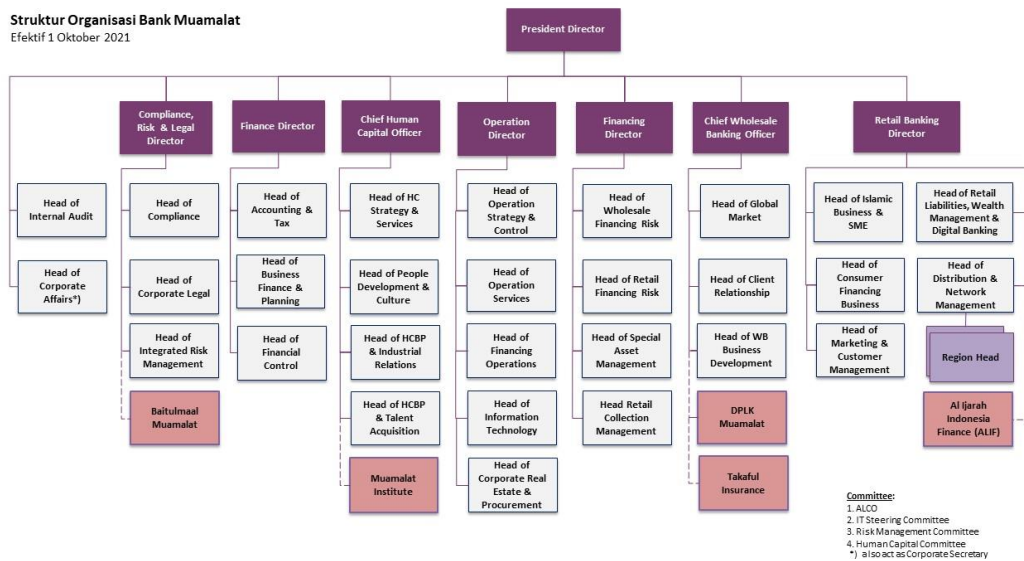 Struktur Organisasi Bank Muamalat
Efektif 1 Oktober 2021
President Director
Compliance,
Risk & Legal
Director
Finance Director
Chief Human
Capital Officer
Operation
Director
Financing
Director
Chief Wholesale
Banking Officer
Retail Banking
Director
Head of
Internal Audit
Head of
Compliance
Head of
Accounting &
Tax
Head of HC
Strategy &
Services
Head of
Operation
Strategy &
Control
Head of
Wholesale
Financing Risk
Head of Global
Market
Head of Islamic
Business &
SME
Head of Retail
Liabilities, Wealth
Management &
Digital Banking
Head of
Corporate
Affairs*)
Head of
Corporate Legal
Head of
Business
Finance &
Planning
Head of People
Development &
Culture
Head of
Operation
Services
Head of Retail
Financing Risk
Head of Client
Relationship
Head of
Consumer
Financing
Business
Head of
Distribution &
Network
Management
Head of
Integrated Risk
Management
Head of
Financial
Control
Head of HCBP
& Industrial
Relations
Head of
Financing
Operations
Head of Special
Asset
Management
Head of WB
Business
Development
Head of
Marketing &
Customer
Management
Region Head
Baitulmaal
Muamalat
Head of HCBP
& Talent
Acquisition
Head of
Information
Technology
Head Retail
Collection
Management
DPLK
Muamalat
Al Ijarah
Indonesia
Finance (ALIF)
Muamalat
Institute
Head of
Corporate Real
Estate &
Procurement
Takaful
Insurance
Committee:
1. ALCO
2. IT Steering Committee
3. Risk Management Committee
4. Human Capital Committee
*) also act as Corporate Secretary